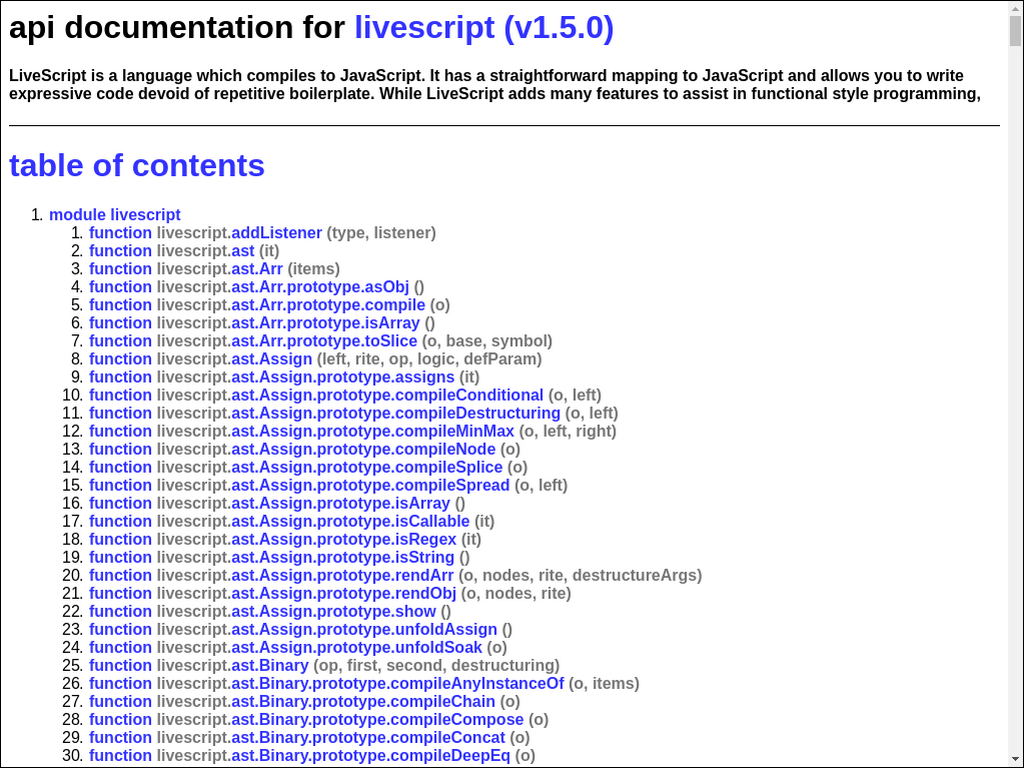 api documentation for livescript (v1.5.0)
LiveScript is a language which compiles to JavaScript. It has a straightforward mapping to JavaScript and allows you to write
expressive code devoid of repetitive boilerplate. While LiveScript adds many features to assist in functional style programming,
table of contents
1. module livescript
1. function livescript.addListener (type, listener)
2. function livescript.ast (it)
3. function livescript.ast.Arr (items)
4. function livescript.ast.Arr.prototype.asObj ()
5. function livescript.ast.Arr.prototype.compile (o)
6. function livescript.ast.Arr.prototype.isArray ()
7. function livescript.ast.Arr.prototype.toSlice (o, base, symbol)
8. function livescript.ast.Assign (left, rite, op, logic, defParam)
9. function livescript.ast.Assign.prototype.assigns (it)
10. function livescript.ast.Assign.prototype.compileConditional (o, left)
11. function livescript.ast.Assign.prototype.compileDestructuring (o, left)
12. function livescript.ast.Assign.prototype.compileMinMax (o, left, right)
13. function livescript.ast.Assign.prototype.compileNode (o)
14. function livescript.ast.Assign.prototype.compileSplice (o)
15. function livescript.ast.Assign.prototype.compileSpread (o, left)
16. function livescript.ast.Assign.prototype.isArray ()
17. function livescript.ast.Assign.prototype.isCallable (it)
18. function livescript.ast.Assign.prototype.isRegex (it)
19. function livescript.ast.Assign.prototype.isString ()
20. function livescript.ast.Assign.prototype.rendArr (o, nodes, rite, destructureArgs)
21. function livescript.ast.Assign.prototype.rendObj (o, nodes, rite)
22. function livescript.ast.Assign.prototype.show ()
23. function livescript.ast.Assign.prototype.unfoldAssign ()
24. function livescript.ast.Assign.prototype.unfoldSoak (o)
25. function livescript.ast.Binary (op, first, second, destructuring)
26. function livescript.ast.Binary.prototype.compileAnyInstanceOf (o, items)
27. function livescript.ast.Binary.prototype.compileChain (o)
28. function livescript.ast.Binary.prototype.compileCompose (o)
29. function livescript.ast.Binary.prototype.compileConcat (o)
30. function livescript.ast.Binary.prototype.compileDeepEq (o)